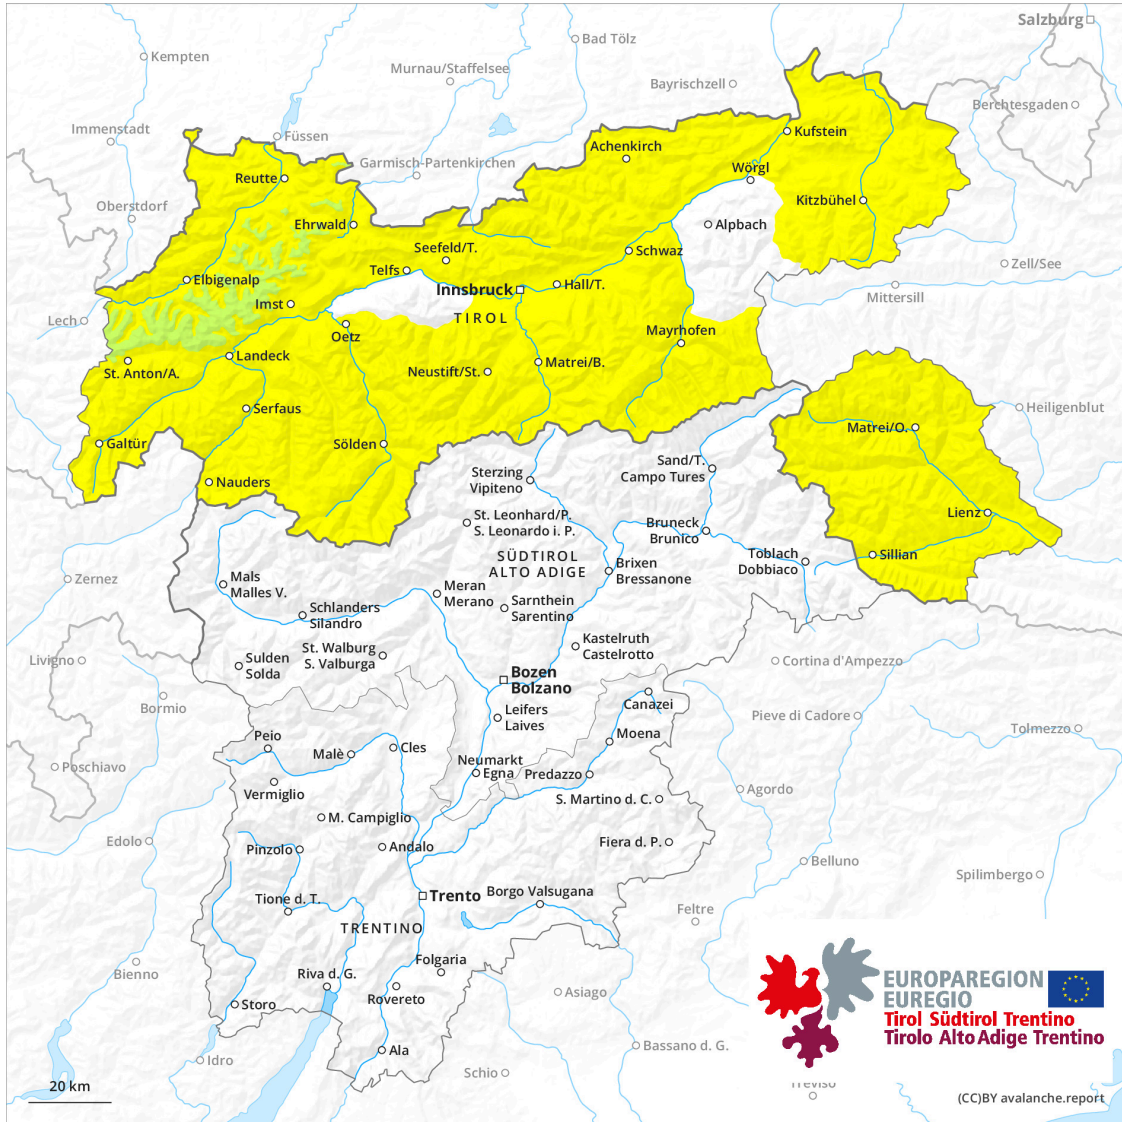 Salzburg
Bad Tölz
Kempten
Murnau/Staffelsee
Bayrischzell
Berchtesgaden
Immenstadt
Füssen
Kufstein
Achenkirch
Garmisch-Partenkirchen
Wörgl
Reutte
Kitzbühel
Oberstdorf
Ehrwald
Alpbach
Seefeld/T.
Schwaz
Zell/See
Telfs
Elbigenalp
Innsbruck
Hall/T.
Mittersill
Imst
Lech
TIROL
Oetz
Mayrhofen
Landeck
Matrei/B.
St. Anton/A.
Neustift/St.
Serfaus
Heiligenblut
Matrei/O.
Galtür
Sölden
Sand/T.
Campo Tures
Sterzing
Vipiteno
Nauders
Lienz
St. Leonhard/P.
S. Leonardo i. P.
Bruneck
Brunico
SÜDTIROL
ALTO ADIGE
Toblach
Dobbiaco
Sillian
Brixen
Bressanone
Zernez
Mals
Malles V.
Meran
Merano
Sarnthein
Sarentino
Schlanders
Silandro
Kastelruth
Castelrotto
St. Walburg
S. Valburga
Livigno
Sulden
Solda
Cortina d'Ampezzo
Bozen
Bolzano
Bormio
Canazei
Leifers
Laives
Pieve di Cadore
Tolmezzo
Peio
Moena
Malè
Cles
Neumarkt
Egna
Poschiavo
Predazzo
Vermiglio
Agordo
S. Martino d. C.
M. Campiglio
Edolo
Pinzolo
Andalo
Fiera d. P.
Belluno
Spilimbergo
Trento
Borgo Valsugana
Tione d. T.
Feltre
TRENTINO
Folgaria
Bienno
Riva d. G.
Rovereto
Asiago
Storo
EUROPAREGION
EUREGIO
Tirol Südtirol Trentino
Tirolo Alto Adige Trentino
Ala
Bassano d. G.
Idro
Schio
Treviso
20 km
(CC)BY avalanche.report